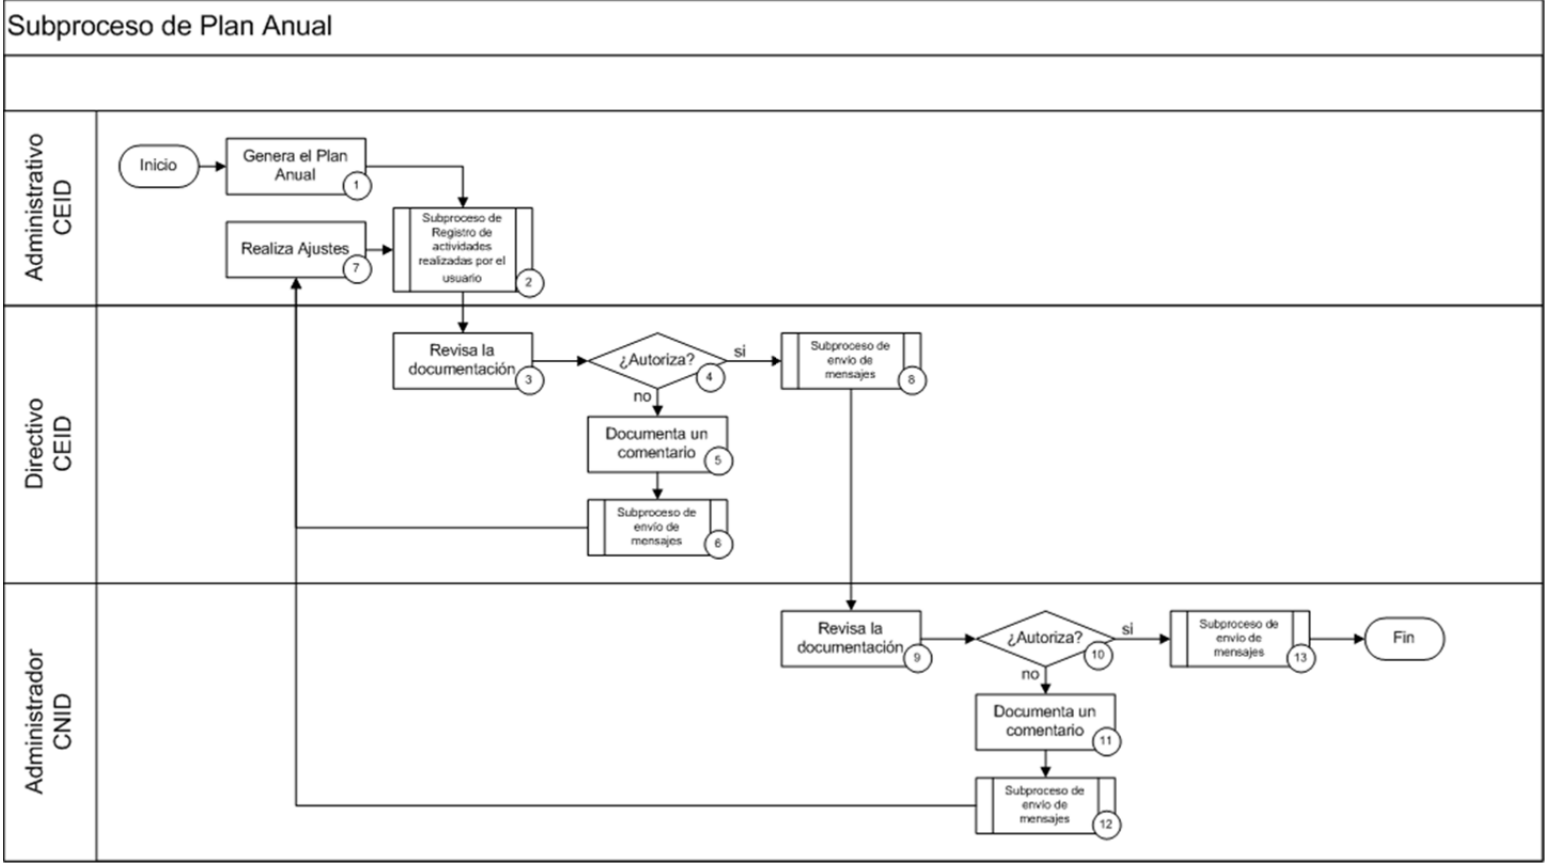 Subproceso de Plan Anual
Administrativo
CEID
Inicio
Genera el Plan
Anual
1
Realiza Ajustes
7
Subproceso de
Registro de
actividades
realizadas por el
usuario
2
Directivo
CEID
Revisa la
documentación
3
¿Autoriza?
4
si
no
Subproceso de
envío de
mensajes
8
Documenta un
comentario
5
Subproceso de
envío de
mensajes
6
Administrador
CNID
Revisa la
documentación
9
¿Autoriza?
10
si
no
Subproceso de
envío de
mensajes
13
Fin
Documenta un
comentario
11
Subproceso de
envío de
mensajes
12